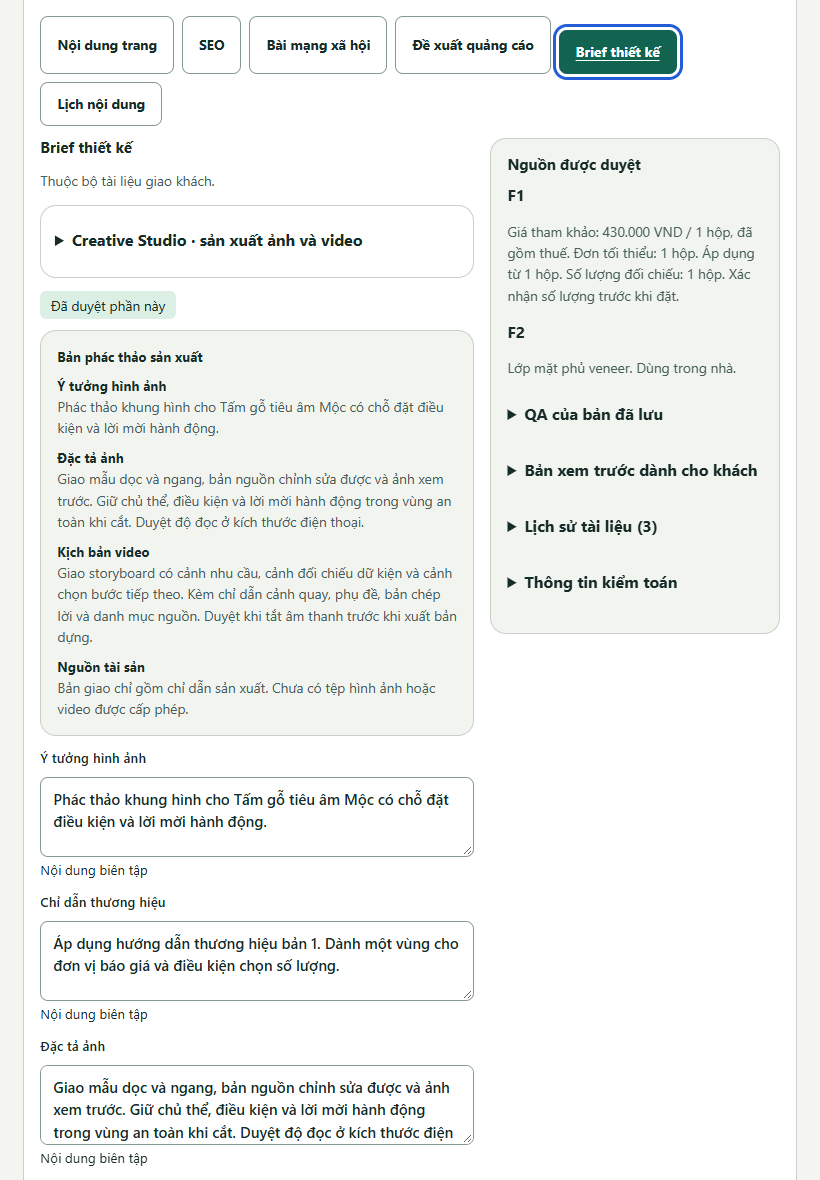 Nội dung trang
SEO
Bài mạng xã hội
Đề xuất quảng cáo
Brief thiết kế
Lịch nội dung
Brief thiết kế
Thuộc bộ tài liệu giao khách.
Creative Studio · sản xuất ảnh và video
Đã duyệt phần này
Bản phác thảo sản xuất
Ý tưởng hình ảnh
Phác thảo khung hình cho Tấm gỗ tiêu âm Mộc có chỗ đặt điều
kiện và lời mời hành động.
Đặc tả ảnh
Giao mẫu dọc và ngang, bản nguồn chỉnh sửa được và ảnh xem
trước. Giữ chủ thể, điều kiện và lời mời hành động trong vùng an
toàn khi cắt. Duyệt độ đọc ở kích thước điện thoại.
Kịch bản video
Giao storyboard có cảnh nhu cầu, cảnh đối chiếu dữ kiện và cảnh
chọn bước tiếp theo. Kèm chỉ dẫn cảnh quay, phụ đề, bản chép
lời và danh mục nguồn. Duyệt khi tắt âm thanh trước khi xuất bản
dựng.
Nguồn tài sản
Bản giao chỉ gồm chỉ dẫn sản xuất. Chưa có tệp hình ảnh hoặc
video được cấp phép.
Ý tưởng hình ảnh
Phác thảo khung hình cho Tấm gỗ tiêu âm Mộc có chỗ đặt
điều kiện và lời mời hành động.
Nội dung biên tập
Chỉ dẫn thương hiệu
Áp dụng hướng dẫn thương hiệu bản 1. Dành một vùng cho
đơn vị báo giá và điều kiện chọn số lượng.
Nội dung biên tập
Đặc tả ảnh
Giao mẫu dọc và ngang, bản nguồn chỉnh sửa được và ảnh
xem trước. Giữ chủ thể, điều kiện và lời mời hành động
trong vùng an toàn khi cắt. Duyệt độ đọc ở kích thước điện
Nội dung biên tập
Nguồn được duyệt
F1
Giá tham khảo: 430.000 VND / 1 hộp, đã
gồm thuế. Đơn tối thiểu: 1 hộp. Áp dụng
từ 1 hộp. Số lượng đối chiếu: 1 hộp. Xác
nhận số lượng trước khi đặt.
F2
Lớp mặt phủ veneer. Dùng trong nhà.
QA của bản đã lưu
Bản xem trước dành cho khách
Lịch sử tài liệu (3)
Thông tin kiểm toán